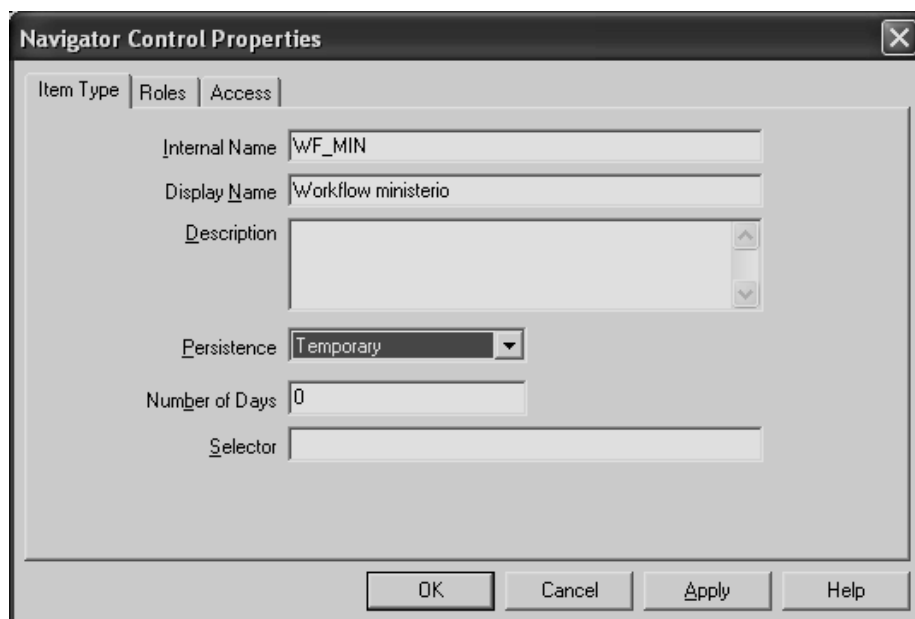 Navigator Control Properties
Item Type Roles Access
Internal Name WF_MIN
Display Name Workflow ministerio
Description
Persistence Temporary
Number of Days 0
Selector
OK Cancel Apply Help